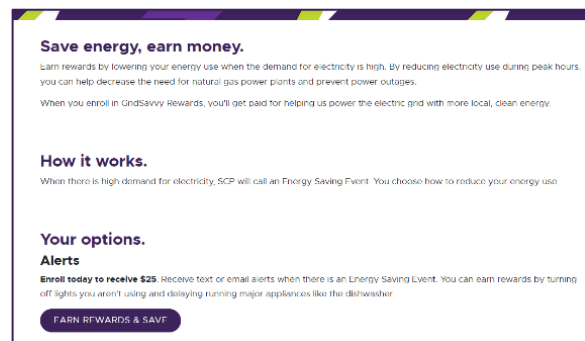 Save energy, earn money.
Earn rewards by lowering your energy use when the demand for electricity is high. By reducing electricity use during peak hours,
you can help decrease the need for natural gas power plants and prevent power outages.
When you enroll in GridSavvy Rewards, you'll get paid for helping us power the electric grid with more local, clean energy.
How it works.
When there is high demand for electricity, SCP will call an Energy Saving Event. You choose how to reduce your energy use
Your options.
Alerts
Enroll today to receive $25. Receive text or email alerts when there is an Energy Saving Event. You can earn rewards by turning
off lights you aren't using and delaying running major appliances like the dishwasher
EARN REWARDS & SAVE